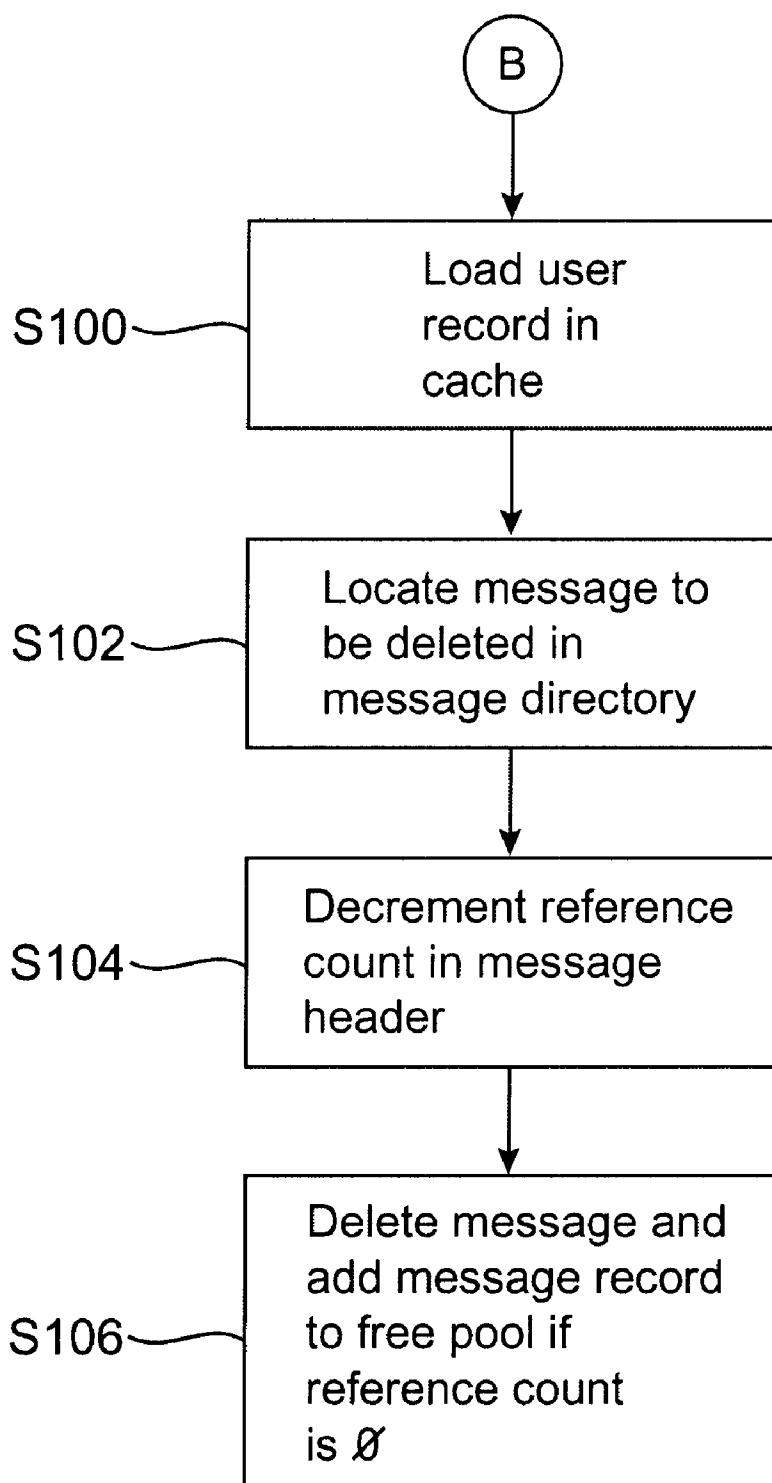 B
S100
Load user
record in
cache
S102
Locate message to
be deleted in
message directory
S104
Decrement reference
count in message
header
S106
Delete message and
add message record
to free pool if
reference count
is 0̸